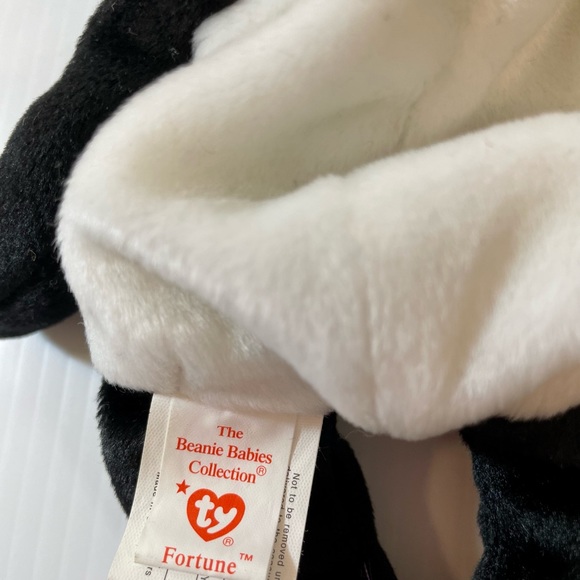 The
Beanie Babies
Collection®
ty
Fortune™
Not to be removed u